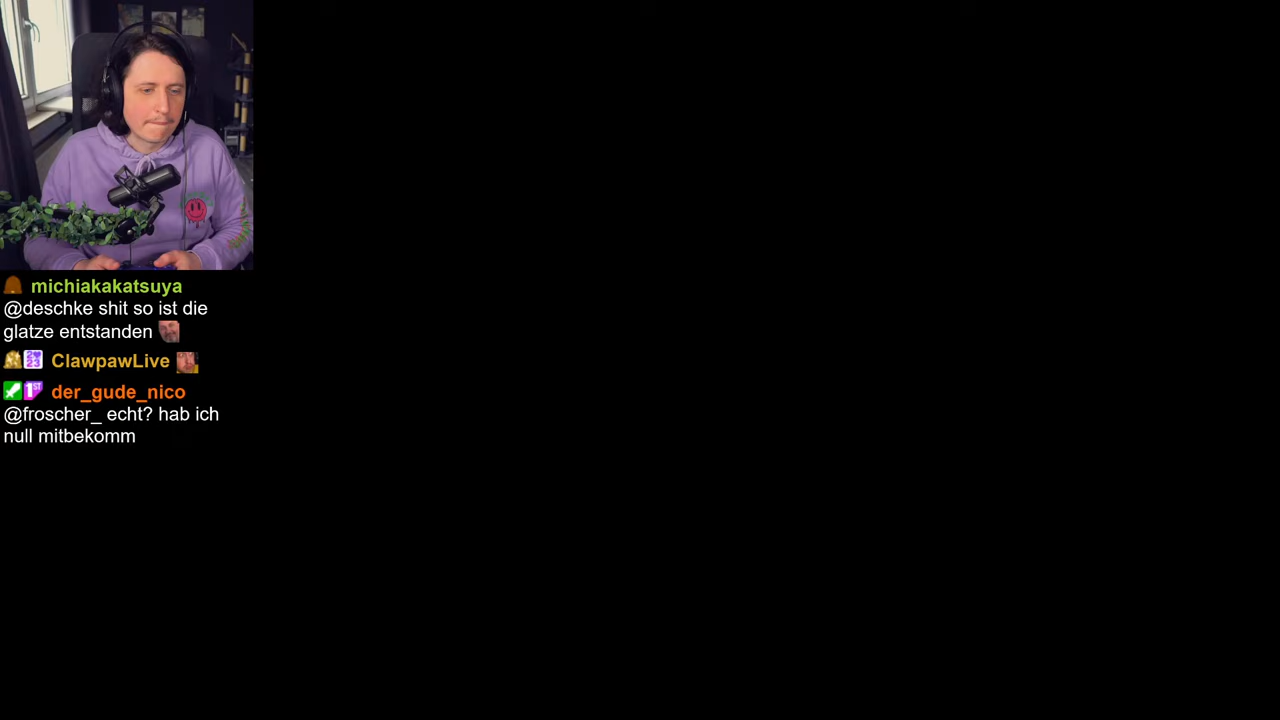 michiakakatsuya
@deschke shit so ist die
glatze entstanden
ClawpawLive
der_gude_nico
@froscher_ echt? hab ich
null mitbekomm